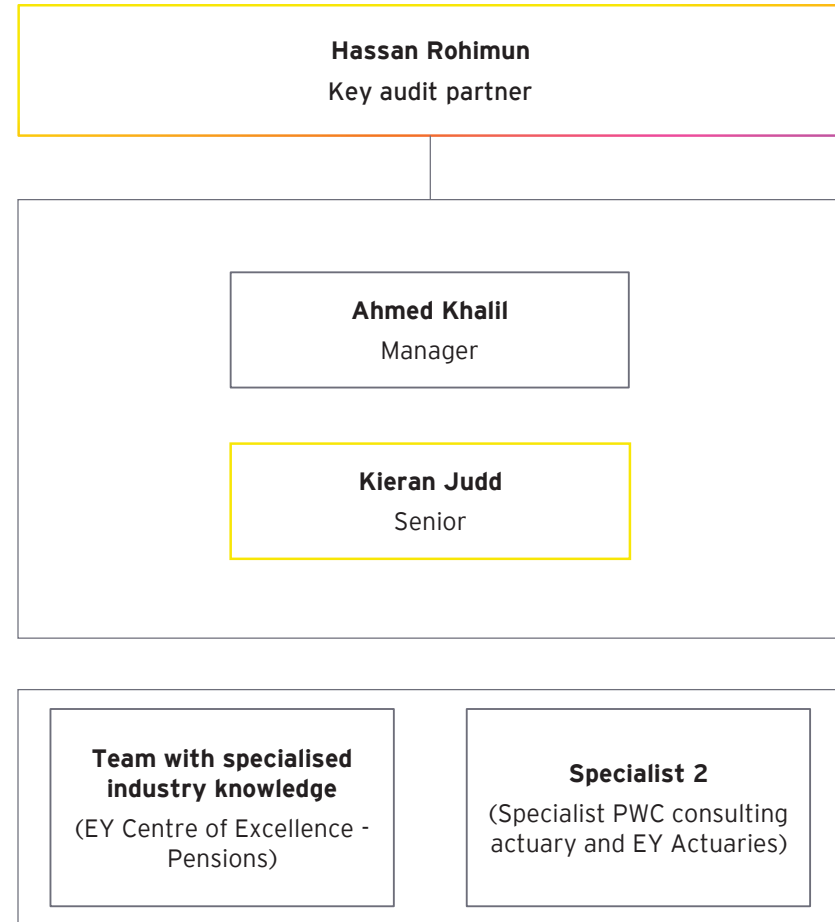 Hassan Rohimun
Key audit partner
Ahmed Khalil
Manager
Kieran Judd
Senior
Team with specialised
industry knowledge
(EY Centre of Excellence -
Pensions)
Specialist 2
(Specialist PWC consulting
actuary and EY Actuaries)